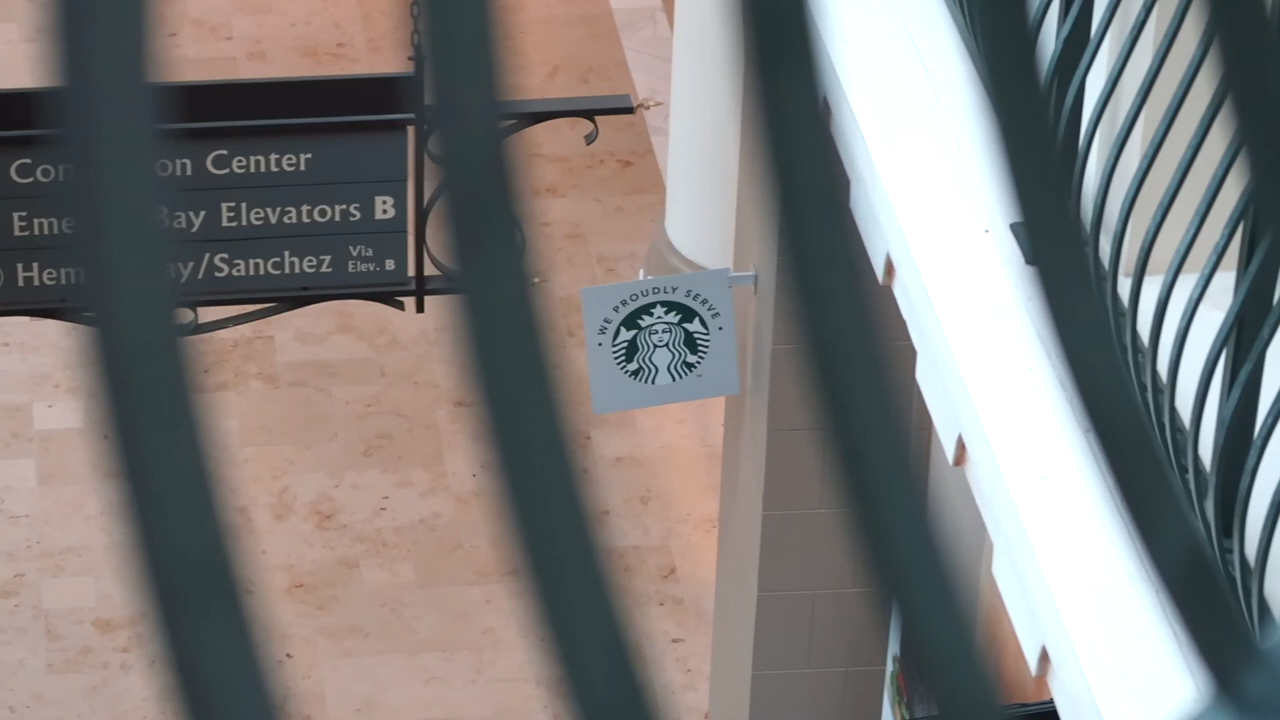 Con on Center
Eme Bay Elevators B
Hem y/Sanchez Via
Elev. B
WE PROUDLY SERVE